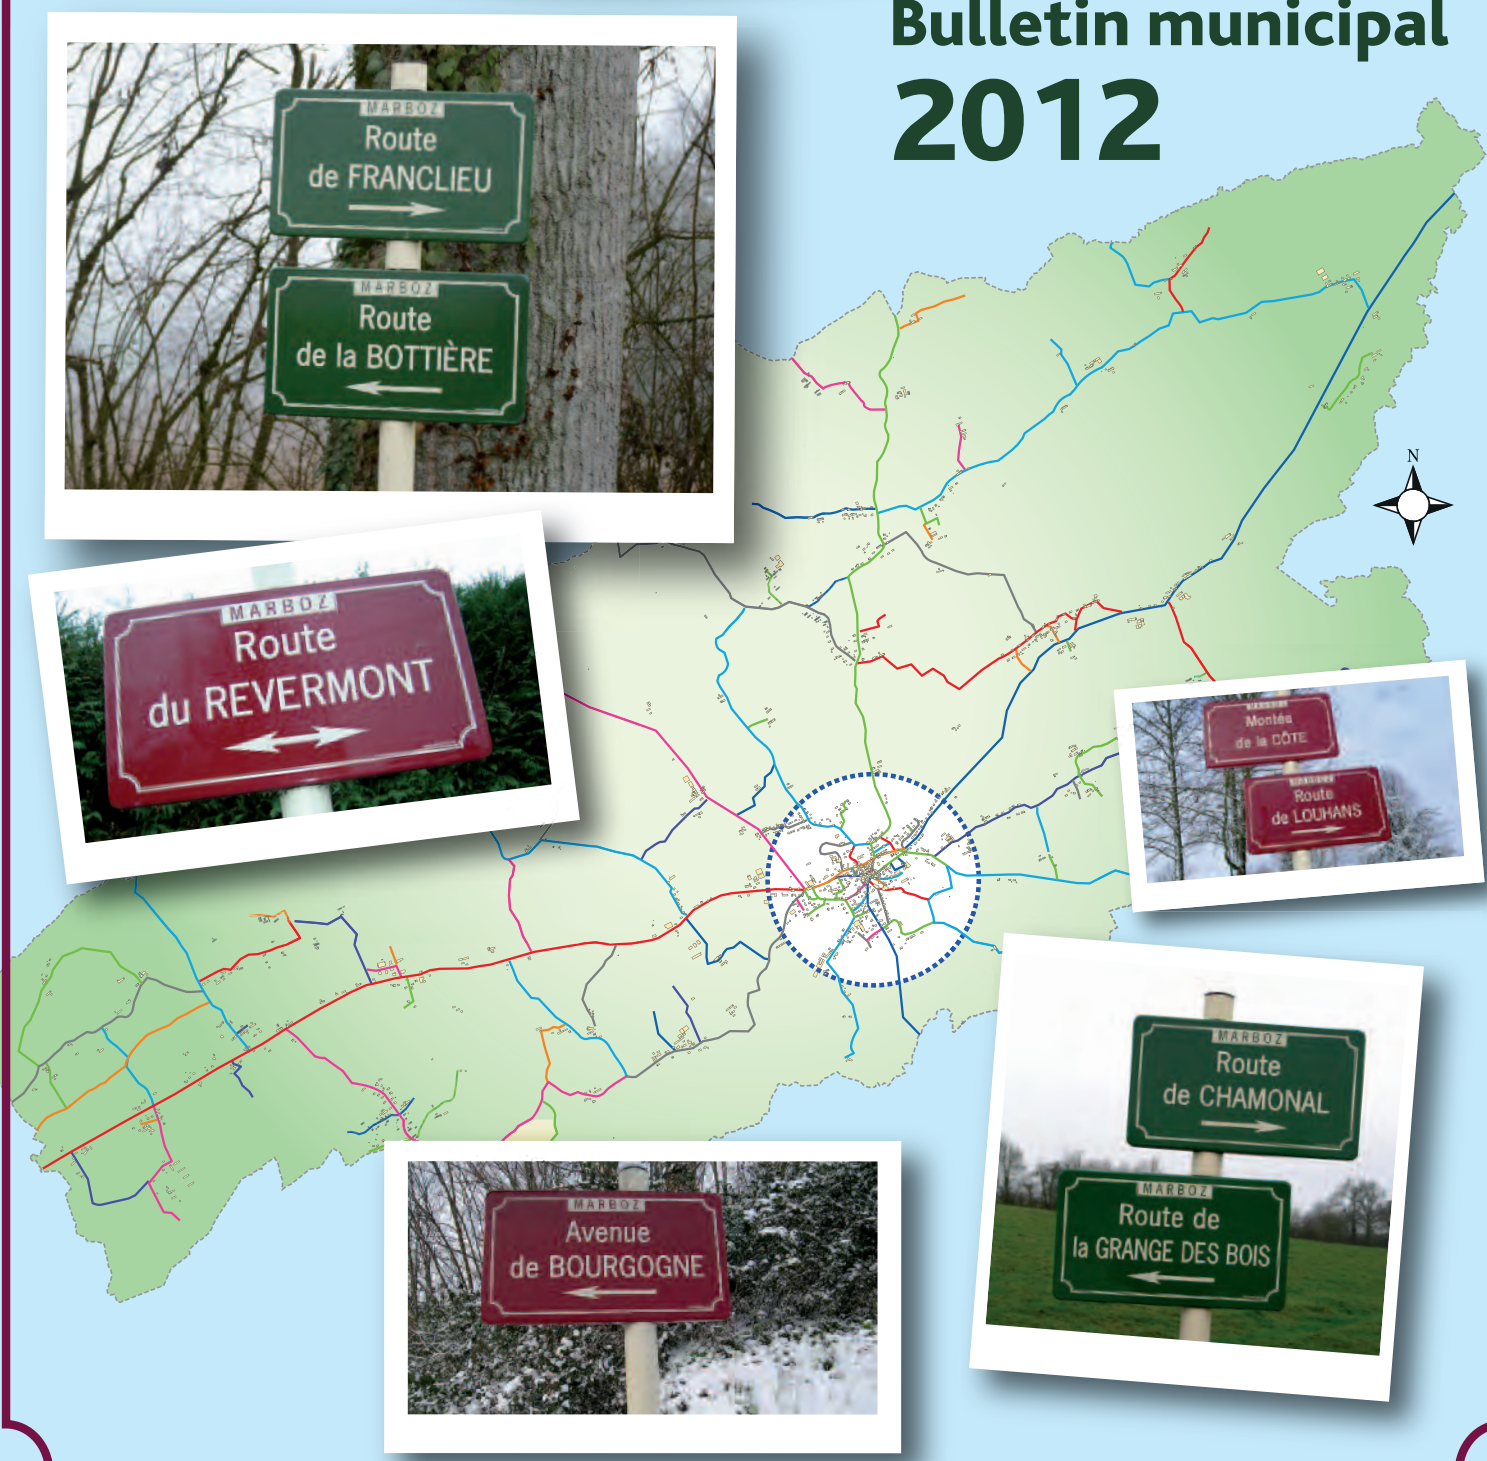 Bulletin municipal
2012
MARBOZ
Route
de FRANCLIEU
MARBOZ
Route
de la BOTTIÈRE
N
MARBOZ
Route
du REVERMONT
MARBOZ
Montée
de la CÔTE
MARBOZ
Route
de LOUHANS
MARBOZ
Route
de CHAMONAL
MARBOZ
Route de
la GRANGE DES BOIS
MARBOZ
Avenue
de BOURGOGNE